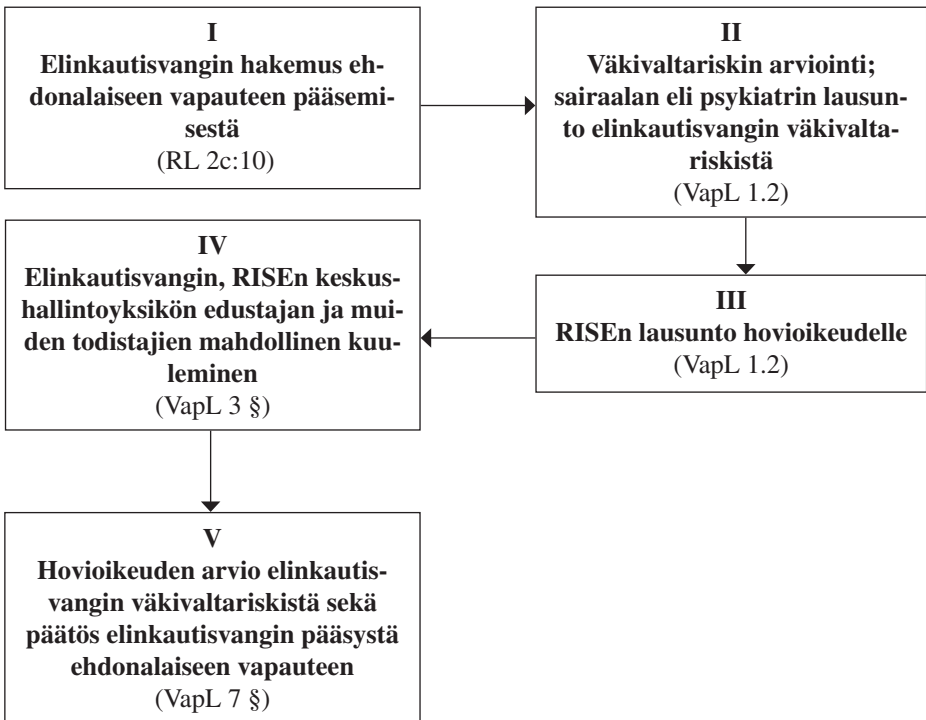 I
Elinkautisvangin hakemus eh-
donalaiseen vapauteen pääsemi-
sestä
(RL 2c:10)
II
Väkivaltariskin arviointi;
sairaalan eli psykiatrin lausun-
to elinkautisvangin väkivalta-
riskistä
(VapL 1.2)
III
RISEn lausunto hovioikeudelle
(VapL 1.2)
IV
Elinkautisvangin, RISEn keskus-
hallintoyksikön edustajan ja mui-
den todistajien mahdollinen kuu-
leminen
(VapL 3 §)
V
Hovioikeuden arvio elinkautis-
vangin väkivaltariskistä sekä
päätös elinkautisvangin pääsystä
ehdonalaiseen vapauteen
(VapL 7 §)